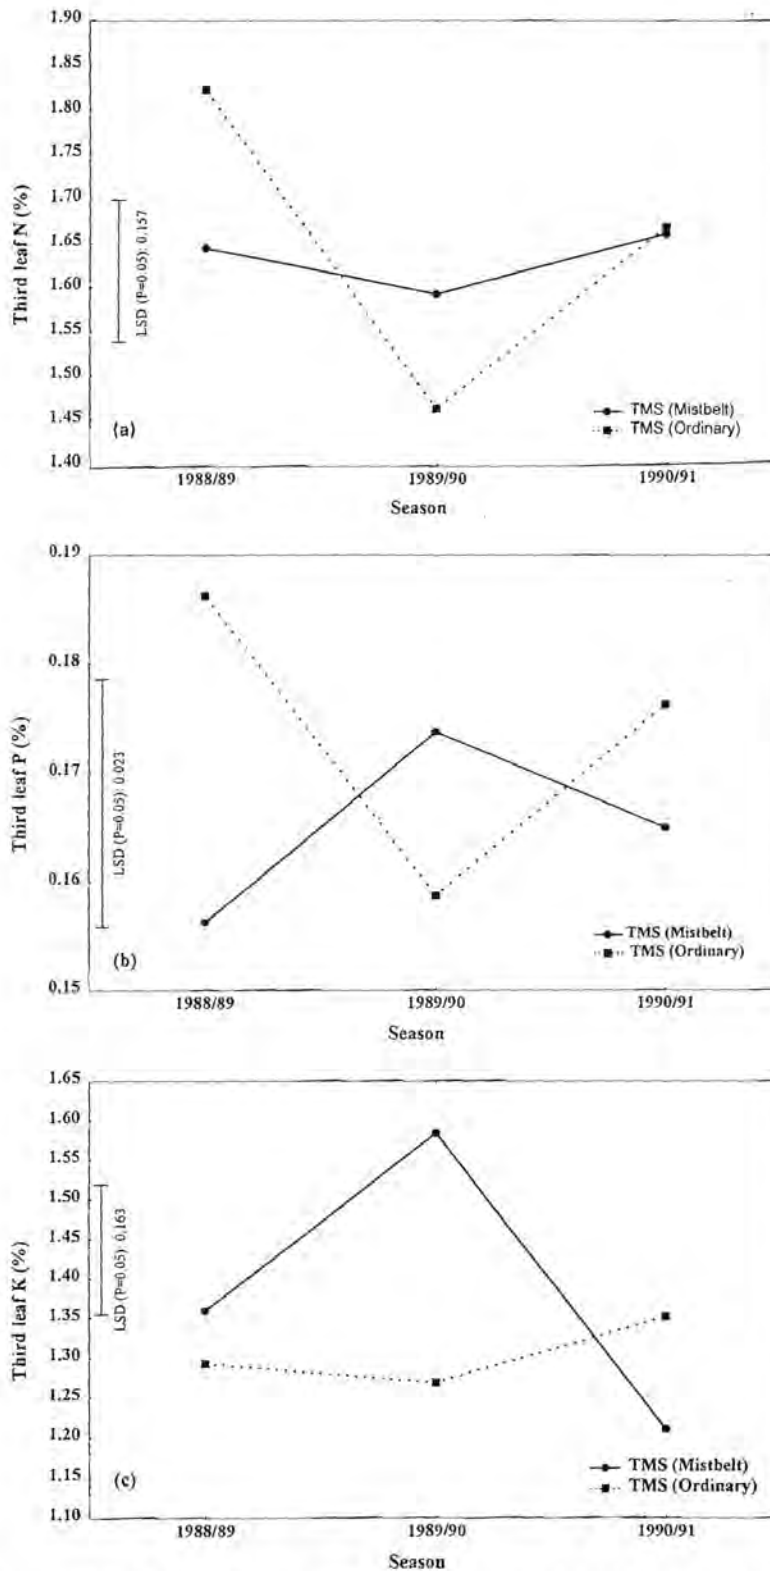 1.90
1.85
1.80
1.75
1.70
1.65
1.60
1.55
1.50
1.45
1.40
Third leaf N (%)
LSD (P=0.05): 0.157
(a)
TMS (Mistbelt)
TMS (Ordinary)
1988/89 1989/90 1990/91
Season
0.19
0.18
0.17
0.16
0.15
Third leaf P (%)
LSD (P=0.05): 0.023
(b)
TMS (Mistbelt)
TMS (Ordinary)
1988/89 1989/90 1990/91
Season
1.65
1.60
1.55
1.50
1.45
1.40
1.35
1.30
1.25
1.20
1.15
1.10
Third leaf K (%)
LSD (P=0.05): 0.163
(c)
TMS (Mistbelt)
TMS (Ordinary)
1988/89 1989/90 1990/91
Season